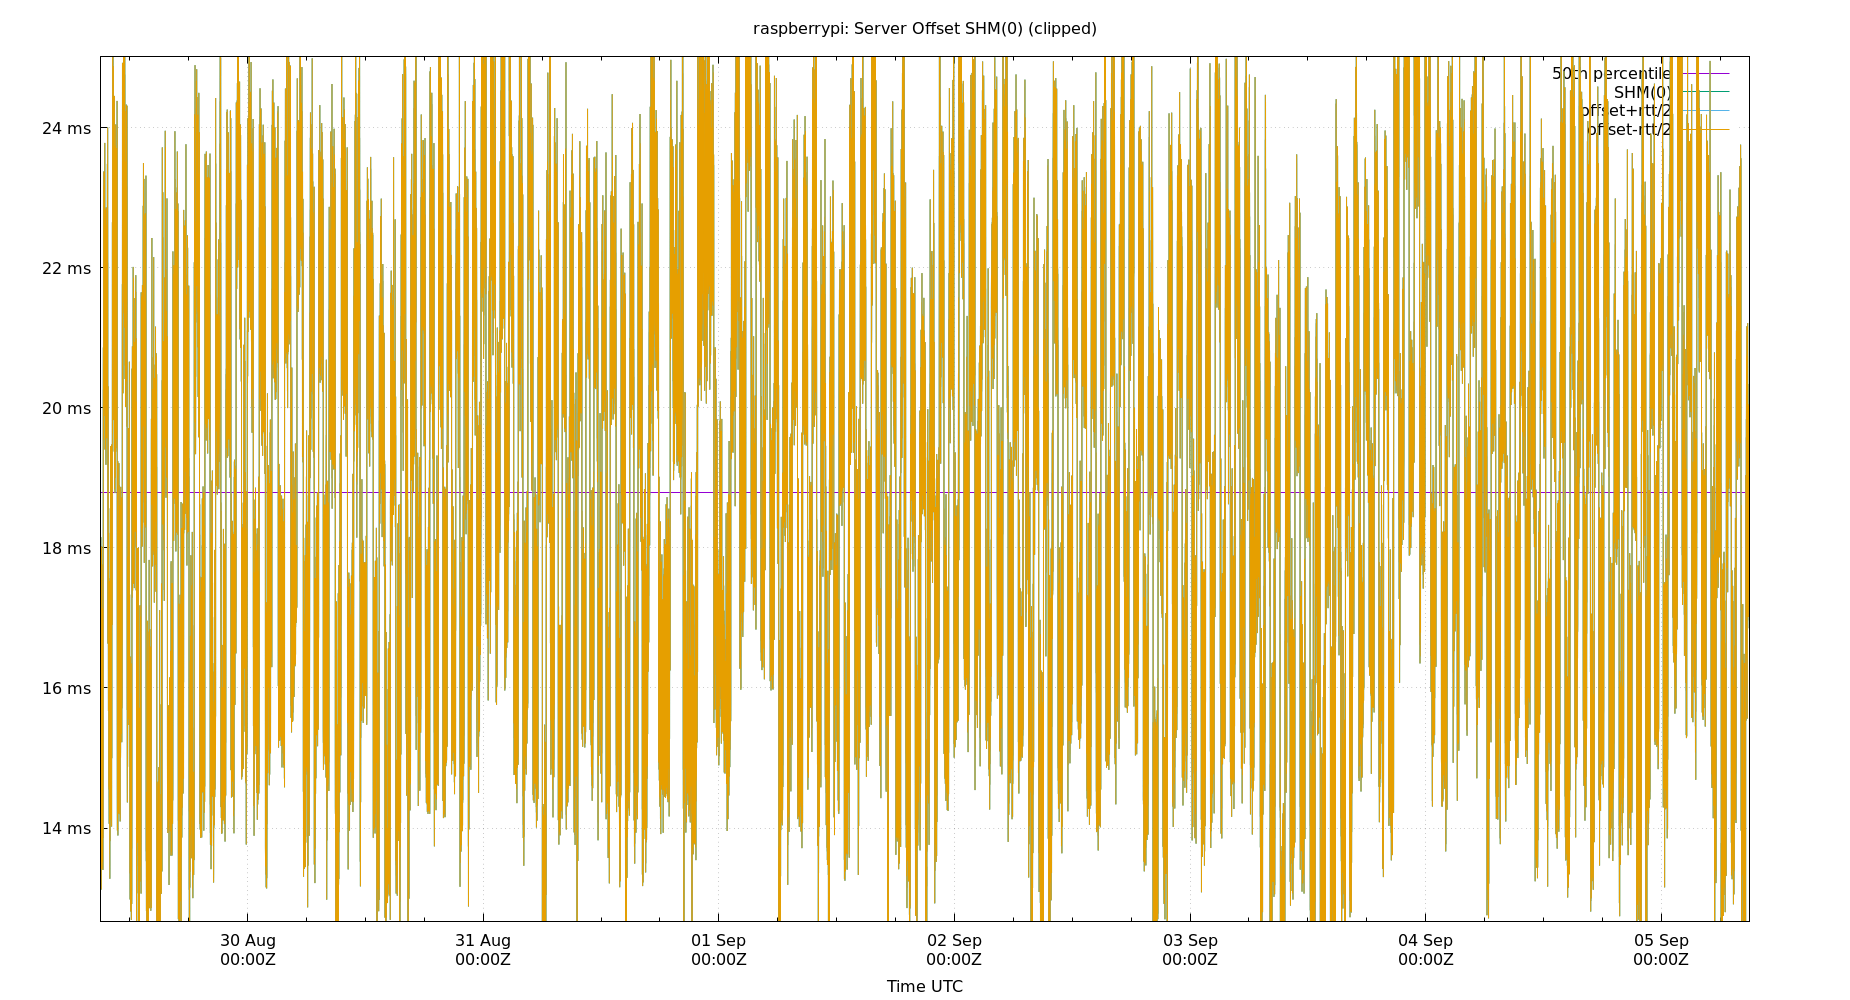 raspberrypi: Server Offset SHM(0) (clipped)
50th percentile
SHM(0)
offset+rtt/2
offset-rtt/2
24 ms
22 ms
20 ms
18 ms
16 ms
14 ms
30 Aug 31 Aug 01 Sep 02 Sep 03 Sep 04 Sep 05 Sep
00:00Z 00:00Z 00:00Z 00:00Z 00:00Z 00:00Z 00:00Z
Time UTC